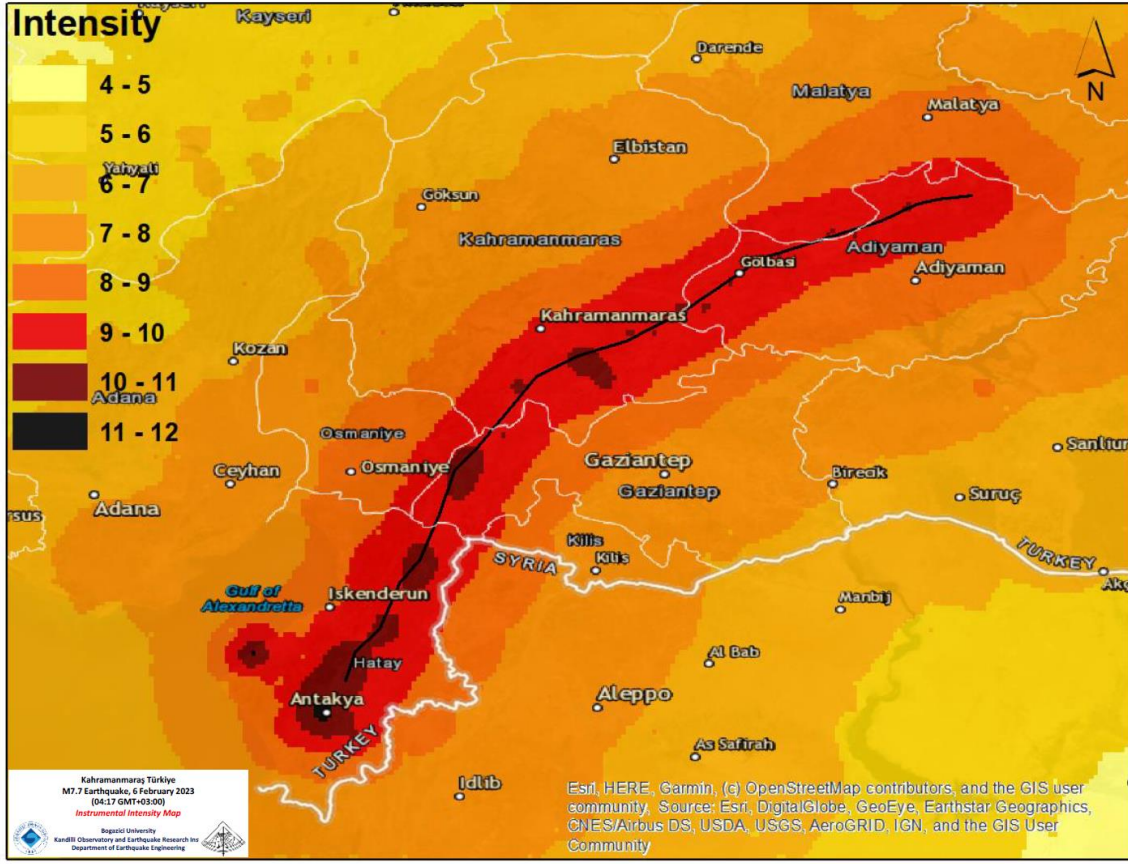 Intensity
4 - 5
5 - 6
6 - 7
7 - 8
8 - 9
9 - 10
10 - 11
11 - 12
N
Kayseri
Kayseri
Darende
Malatya
Malatya
Elbistan
Yahyali
Göksun
Kahramanmaras
Adiyaman
Gölbasi
Adiyaman
Kahramanmaras
Kozan
Adana
Osmaniye
Osmaniye
Ceyhan
Gaziantep
Gaziantep
Birecik
Sanliur
Suruç
Adana
rsus
Kilis
Kilis
SYRIA
TURKEY
Akç
Gulf of
Alexandretta
Iskenderun
Manbij
Hatay
Al Bab
Antakya
Aleppo
TURKEY
As Safirah
Idlib
Kahramanmaraş Türkiye
M7.7 Earthquake, 6 February 2023
(04:17 GMT+03:00)
Instrumental Intensity Map
Bogazici University
Kandilli Observatory and Earthquake Research Ins
Department of Earthquake Engineering
Esri, HERE, Garmin, (c) OpenStreetMap contributors, and the GIS user
community, Source: Esri, DigitalGlobe, GeoEye, Earthstar Geographics,
CNES/Airbus DS, USDA, USGS, AeroGRID, IGN, and the GIS User
Community